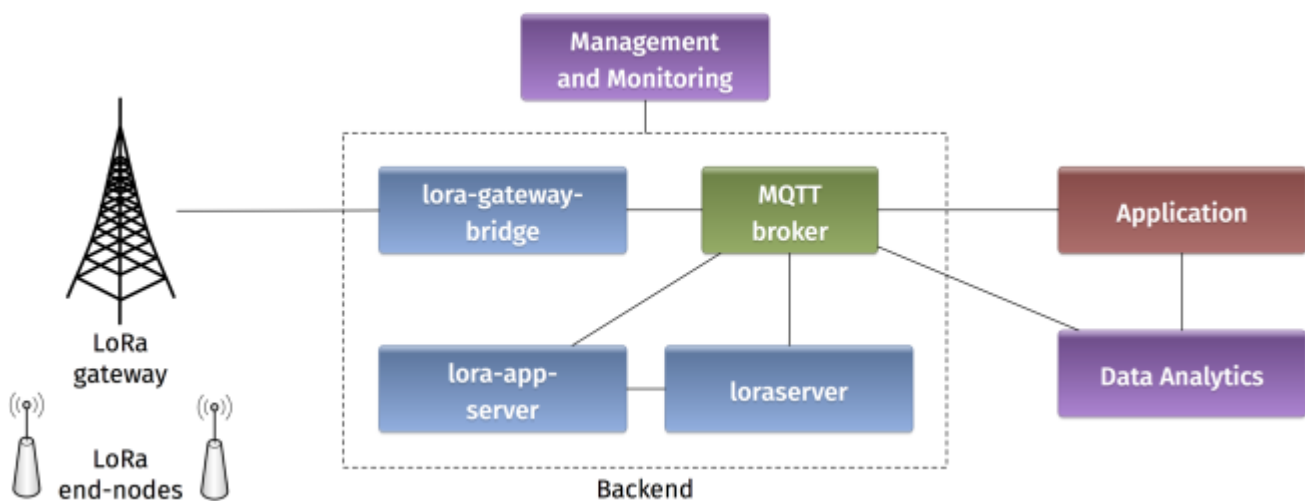 Management
and Monitoring
lora-gateway-
bridge
MQTT
broker
Application
LoRa
gateway
lora-app-
server
loraserver
Data Analytics
LoRa
end-nodes
Backend